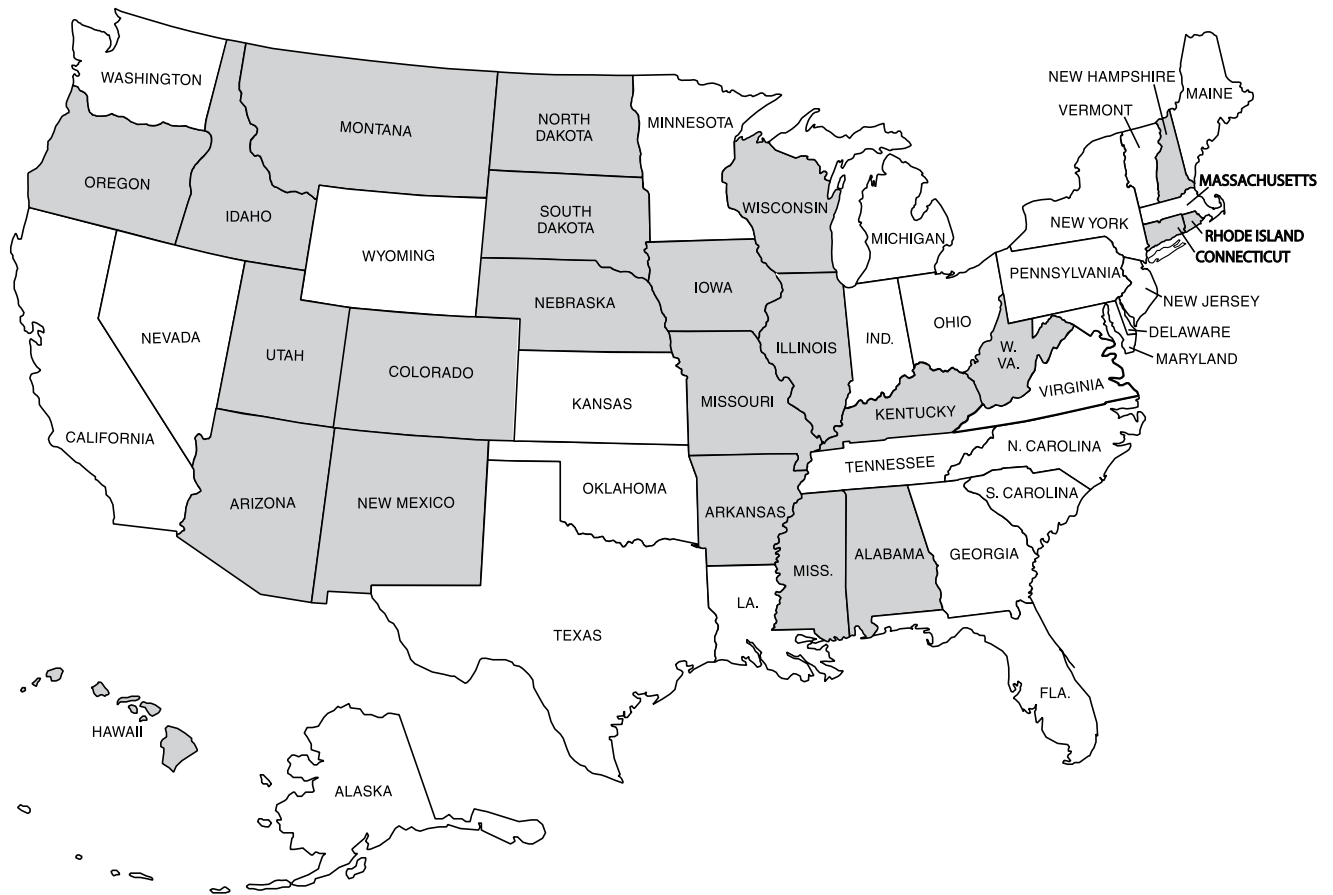 WASHINGTON
OREGON
IDAHO
MONTANA
NORTH
DAKOTA
MINNESOTA
SOUTH
DAKOTA
WYOMING
WISCONSIN
MICHIGAN
NEW HAMPSHIRE
VERMONT
MAINE
MASSACHUSETTS
NEW YORK
RHODE ISLAND
CONNECTICUT
PENNSYLVANIA
NEW JERSEY
DELAWARE
MARYLAND
NEBRASKA
IOWA
NEVADA
UTAH
COLORADO
ILLINOIS
IND.
OHIO
W.
VA.
VIRGINIA
CALIFORNIA
KANSAS
MISSOURI
KENTUCKY
TENNESSEE
N. CAROLINA
S. CAROLINA
ARIZONA
NEW MEXICO
OKLAHOMA
ARKANSAS
MISS.
ALABAMA
GEORGIA
LA.
TEXAS
FLA.
HAWAII
ALASKA